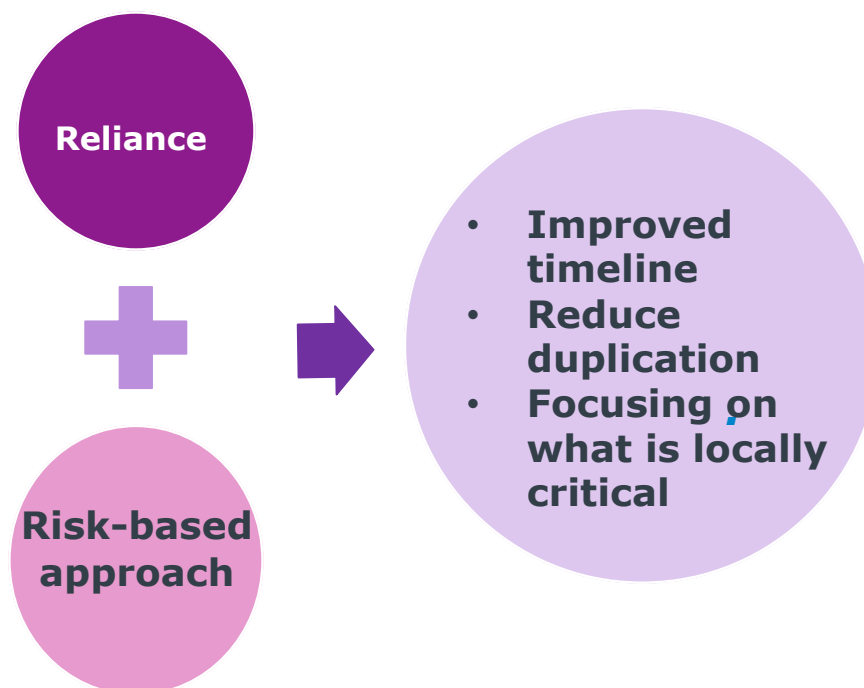 Reliance
Risk-based
approach
• Improved
timeline
• Reduce
duplication
• Focusing on
what is locally
critical